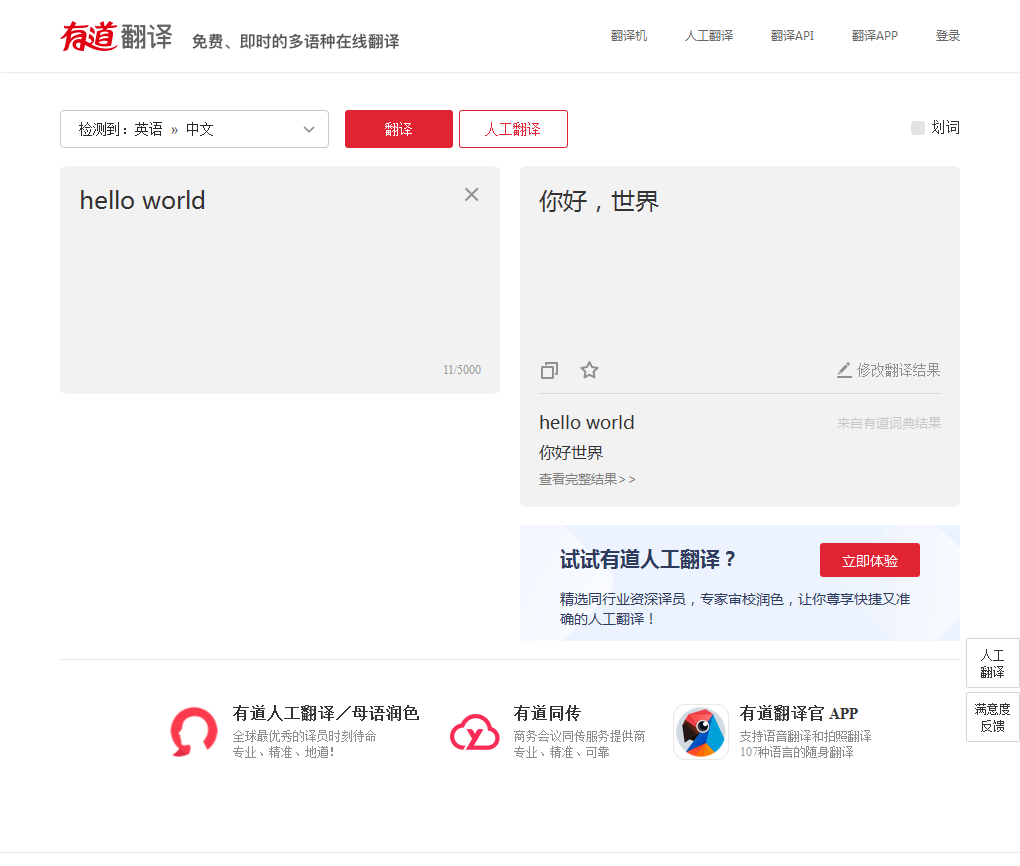 有道翻译 免费、即时的多语种在线翻译 翻译机 人工翻译 翻译API 翻译APP 登录
检测到：英语 » 中文 翻译 人工翻译 划词
hello world
11/5000
你好，世界
修改翻译结果
hello world 来自有道词典结果
你好世界
查看完整结果>>
试试有道人工翻译？ 立即体验
精选同行业资深译员，专家审校润色，让你尊享快捷又准
确的人工翻译！
人工
翻译
满意度
反馈
有道人工翻译／母语润色
全球最优秀的译员时刻待命
专业、精准、地道！
有道同传
商务会议同传服务提供商
专业、精准、可靠
有道翻译官 APP
支持语音翻译和拍照翻译
107种语言的随身翻译